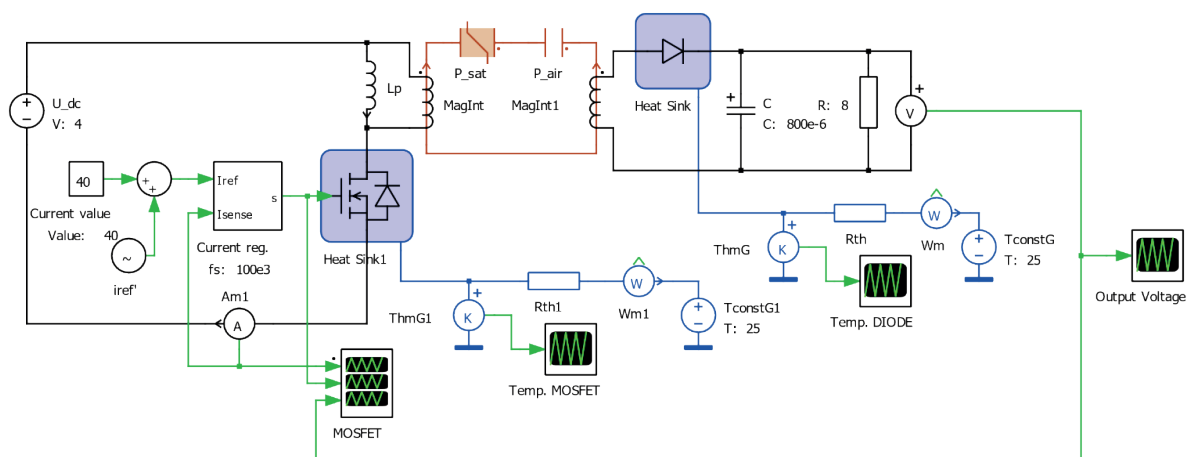 P_sat
P_air
Lp
MagInt
MagInt1
Heat Sink
+
C
C: 800e-6
R: 8
+
V
+
−
U_dc
V: 4
40
+
+
Iref
s
Isense
Current value
Value: 40
~
iref'
Current reg.
fs: 100e3
Heat Sink1
Am1
A
ThmG
+
K
Rth
W
Wm
+
−
TconstG
T: 25
Temp. DIODE
Output Voltage
ThmG1
+
K
Rth1
W
Wm1
+
−
TconstG1
T: 25
Temp. MOSFET
MOSFET